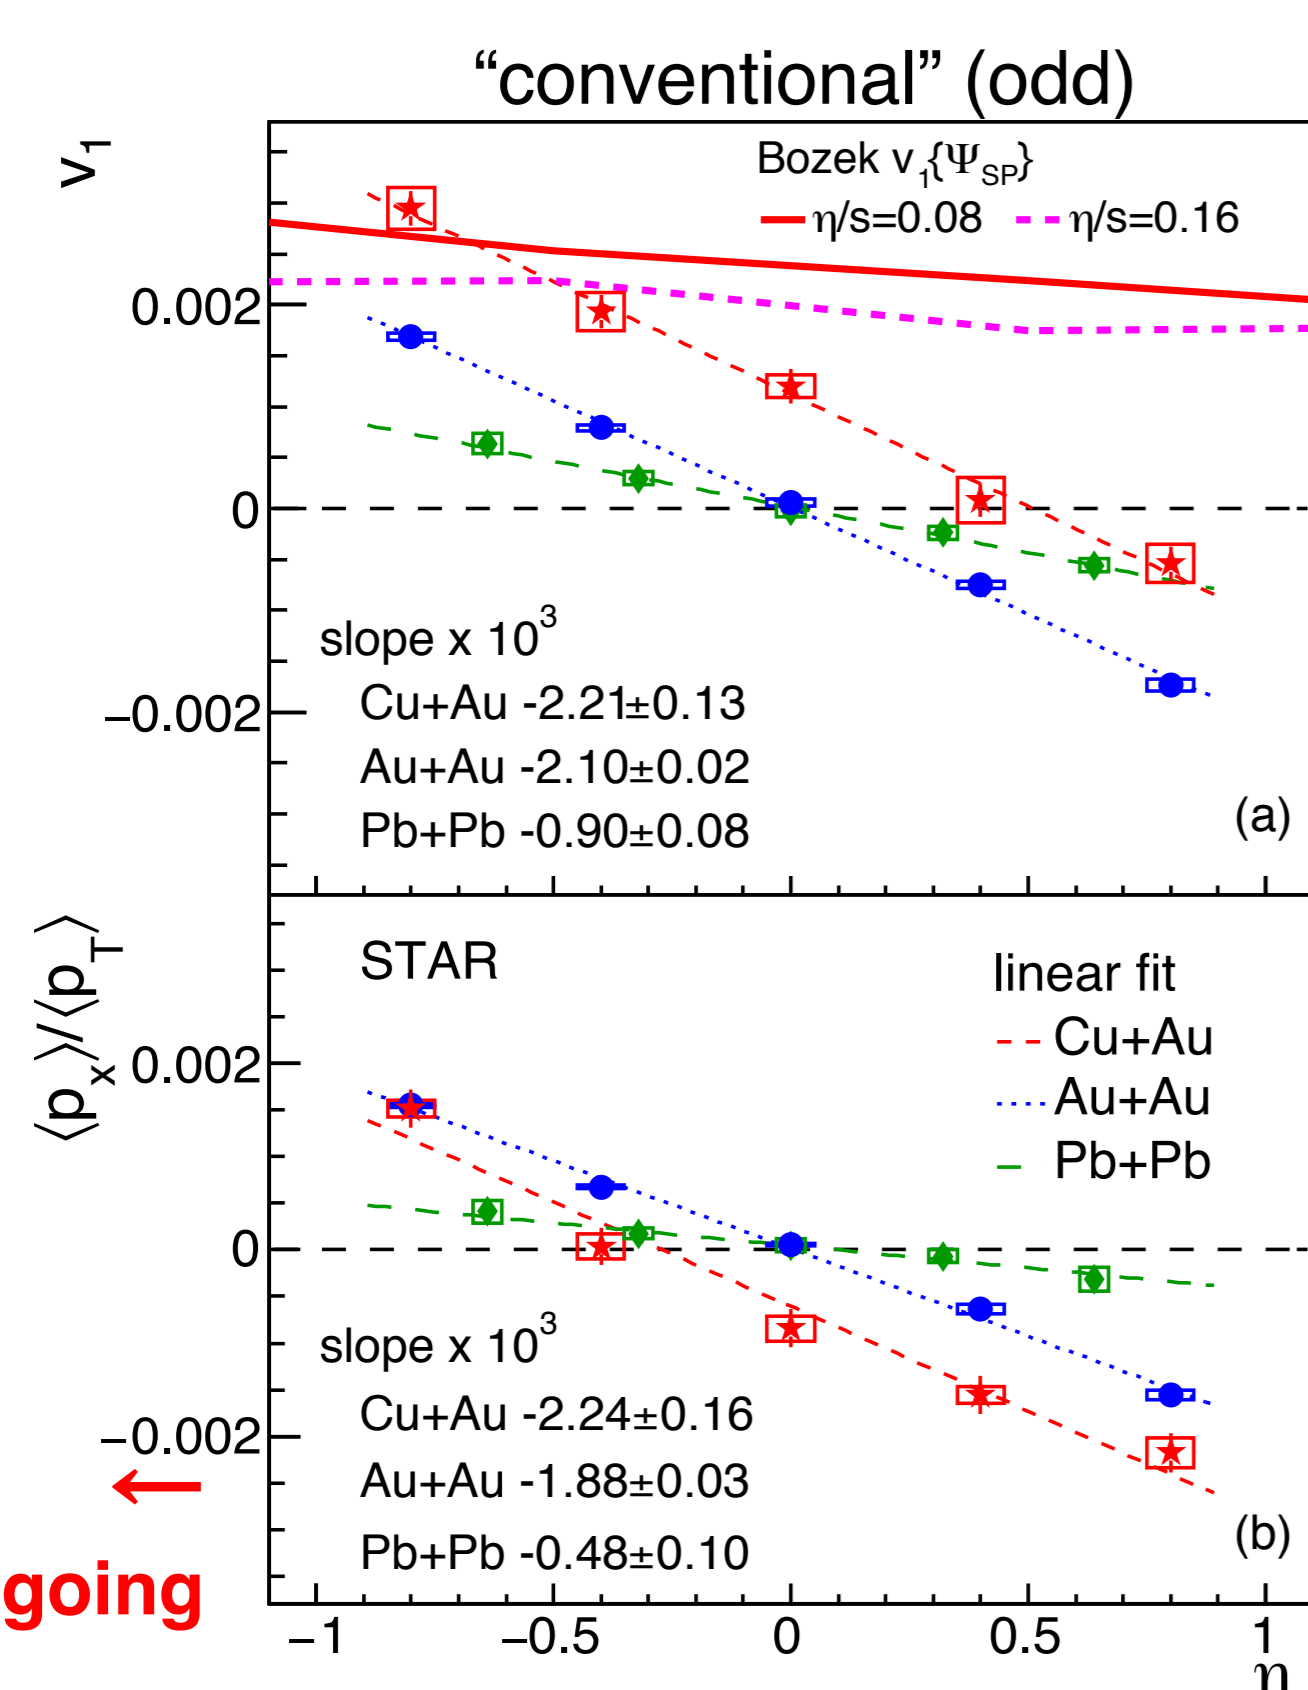 “conventional” (odd)
v1
Bozek v1{ΨSP}
η/s=0.08 η/s=0.16
0.002
0
−0.002
slope x 10^3
Cu+Au -2.21±0.13
Au+Au -2.10±0.02
Pb+Pb -0.90±0.08
(a)
⟨px⟩/⟨pT⟩
STAR
linear fit
Cu+Au
Au+Au
Pb+Pb
0.002
0
−0.002
slope x 10^3
Cu+Au -2.24±0.16
Au+Au -1.88±0.03
Pb+Pb -0.48±0.10
(b)
going
−1 −0.5 0 0.5 1
η